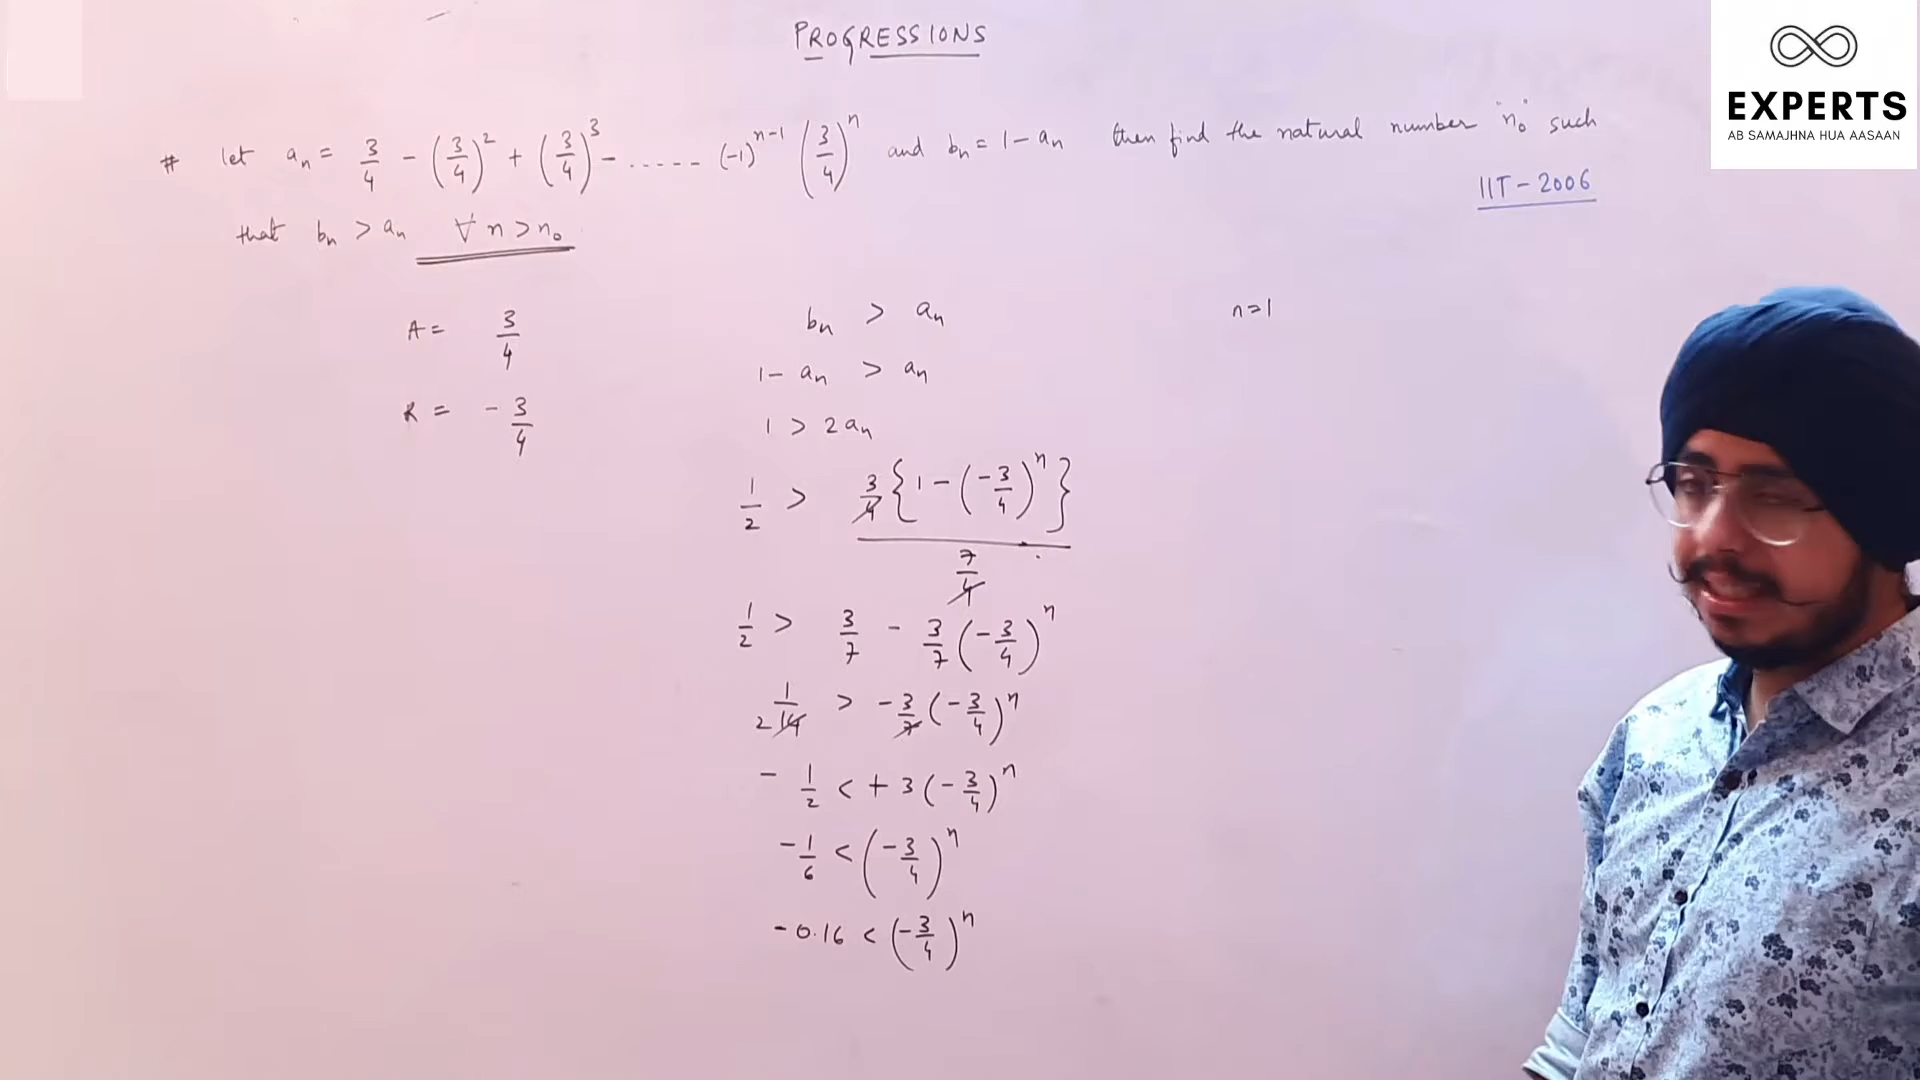 PROGRESSIONS
EXPERTS
AB SAMAJHNA HUA AASAAN
# let aₙ = 3/4 - (3/4)² + (3/4)³ - ...... (-1)ⁿ⁻¹ (3/4)ⁿ and bₙ = 1 - aₙ then find the natural number "n₀" such
IIT - 2006
that bₙ > aₙ ∀ n > n₀
A = 3/4
R = - 3/4
bₙ > aₙ
1 - aₙ > aₙ
1 > 2aₙ
1/2 > 3/4 {1 - (-3/4)ⁿ} / 7/4
1/2 > 3/7 - 3/7 (-3/4)ⁿ
1/14 2 > - 3/7 (-3/4)ⁿ
- 1/2 < + 3 (-3/4)ⁿ
- 1/6 < (-3/4)ⁿ
- 0.16 < (-3/4)ⁿ
n=1